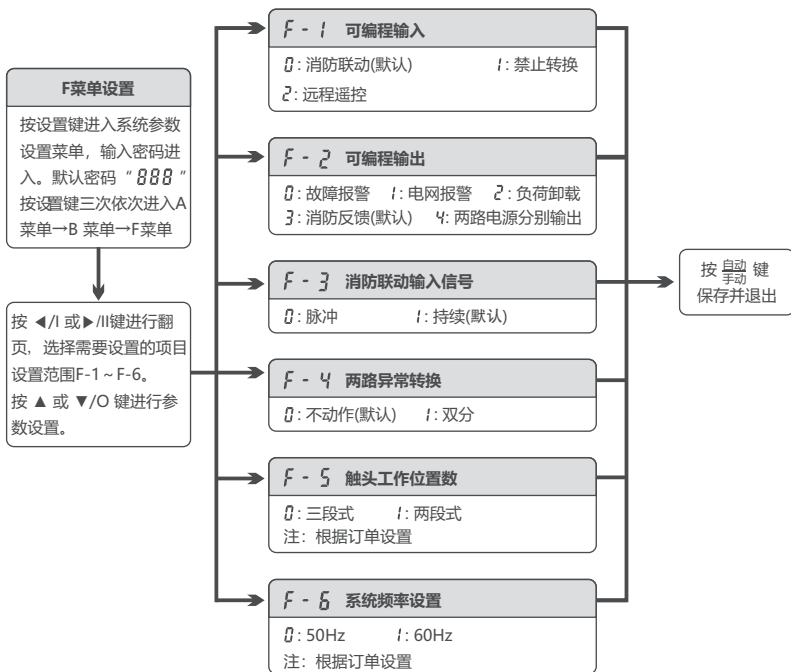 F菜单设置
按设置键进入系统参数
设置菜单，输入密码进
入。默认密码 “888”
按设置键三次依次进入A
菜单→B 菜单→F菜单
按 ◀/I 或▶/II键进行翻
页，选择需要设置的项目
设置范围F-1～F-6。
按 ▲ 或 ▼/O 键进行参
数设置。
F - 1 可编程输入
0: 消防联动(默认) 1: 禁止转换
2: 远程遥控
F - 2 可编程输出
0: 故障报警 1: 电网报警 2: 负荷卸载
3: 消防反馈(默认) 4: 两路电源分别输出
F - 3 消防联动输入信号
0: 脉冲 1: 持续(默认)
F - 4 两路异常转换
0: 不动作(默认) 1: 双分
F - 5 触头工作位置数
0: 三段式 1: 两段式
注：根据订单设置
F - 6 系统频率设置
0: 50Hz 1: 60Hz
注：根据订单设置
按 自动/手动 键
保存并退出